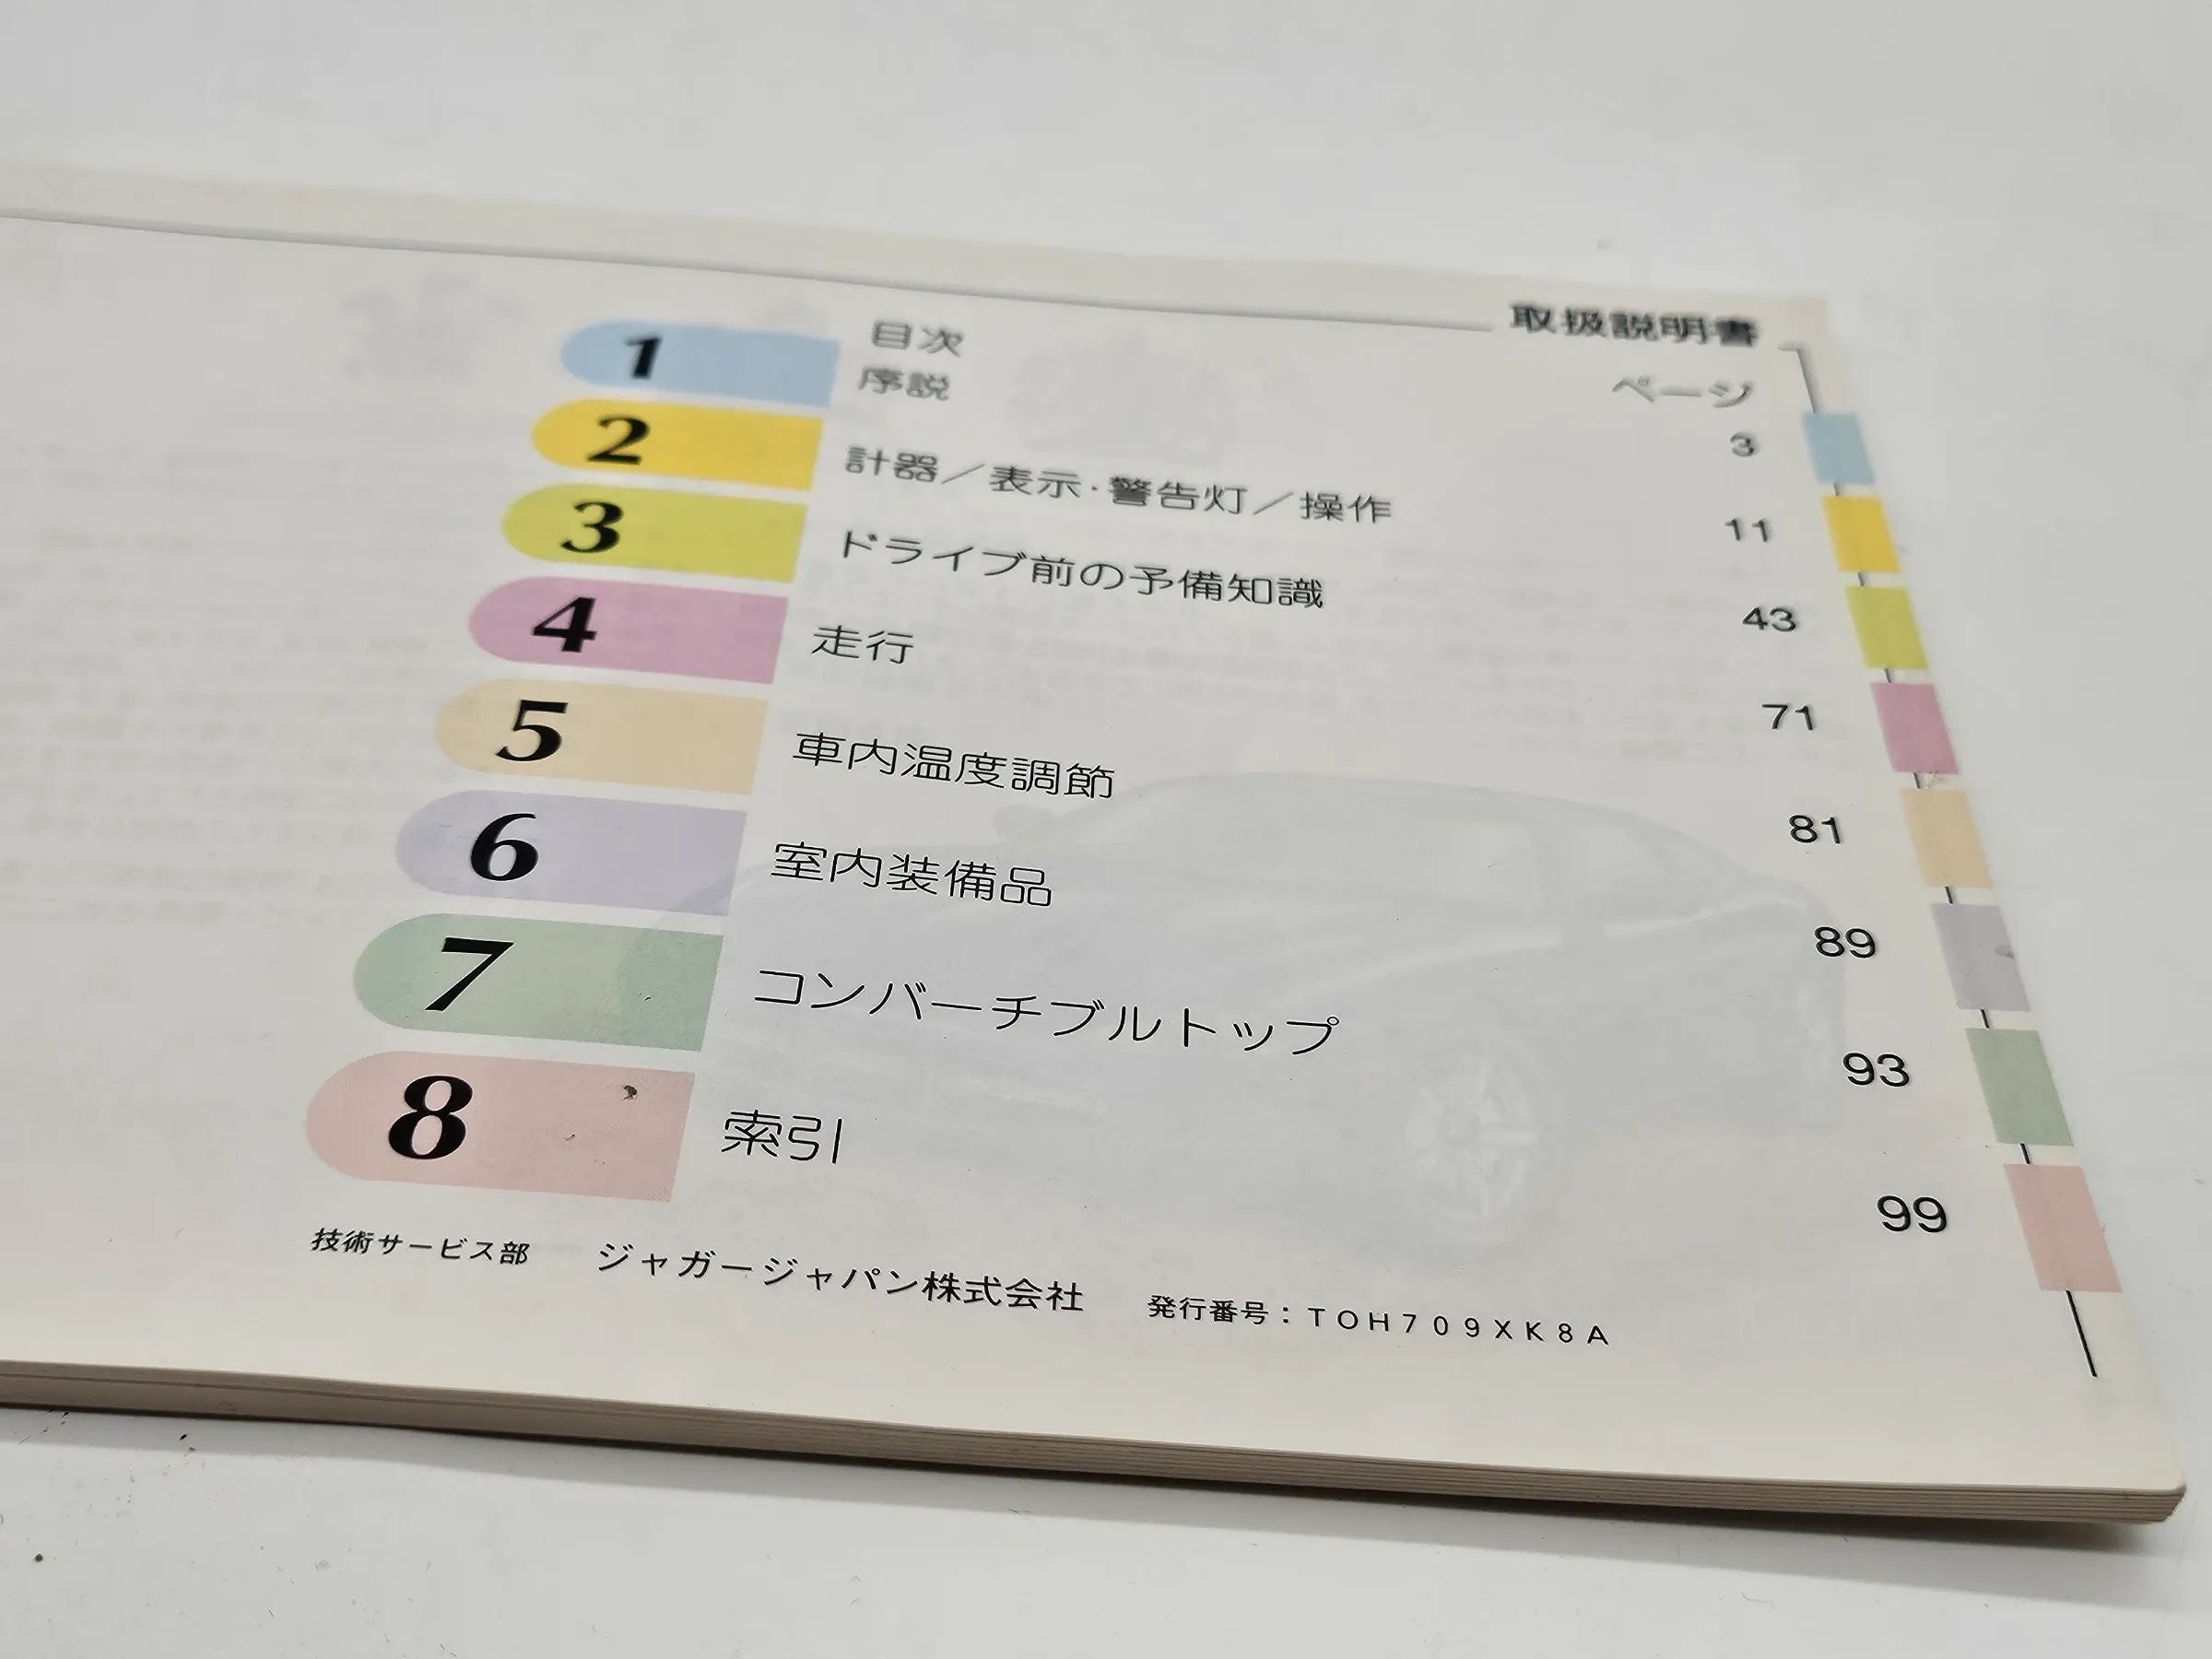 取扱説明書
目次
ページ
1 序説 3
2 計器／表示·警告灯／操作 11
3 ドライブ前の予備知識 43
4 走行 71
5 車内温度調節 81
6 室内装備品 89
7 コンバーチブルトップ 93
8 索引 99
技術サービス部 ジャガージャパン株式会社 発行番号：TOH709XK8A